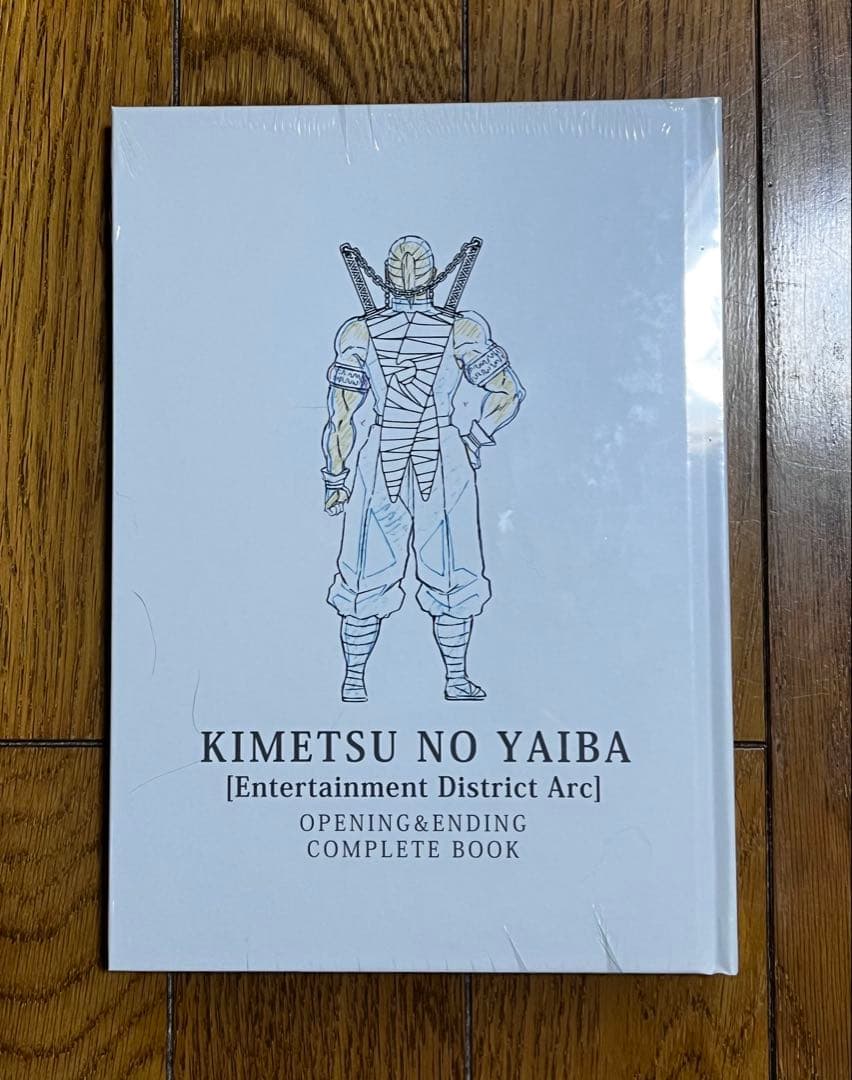 KIMETSU NO YAIBA
[Entertainment District Arc]
OPENING&ENDING
COMPLETE BOOK